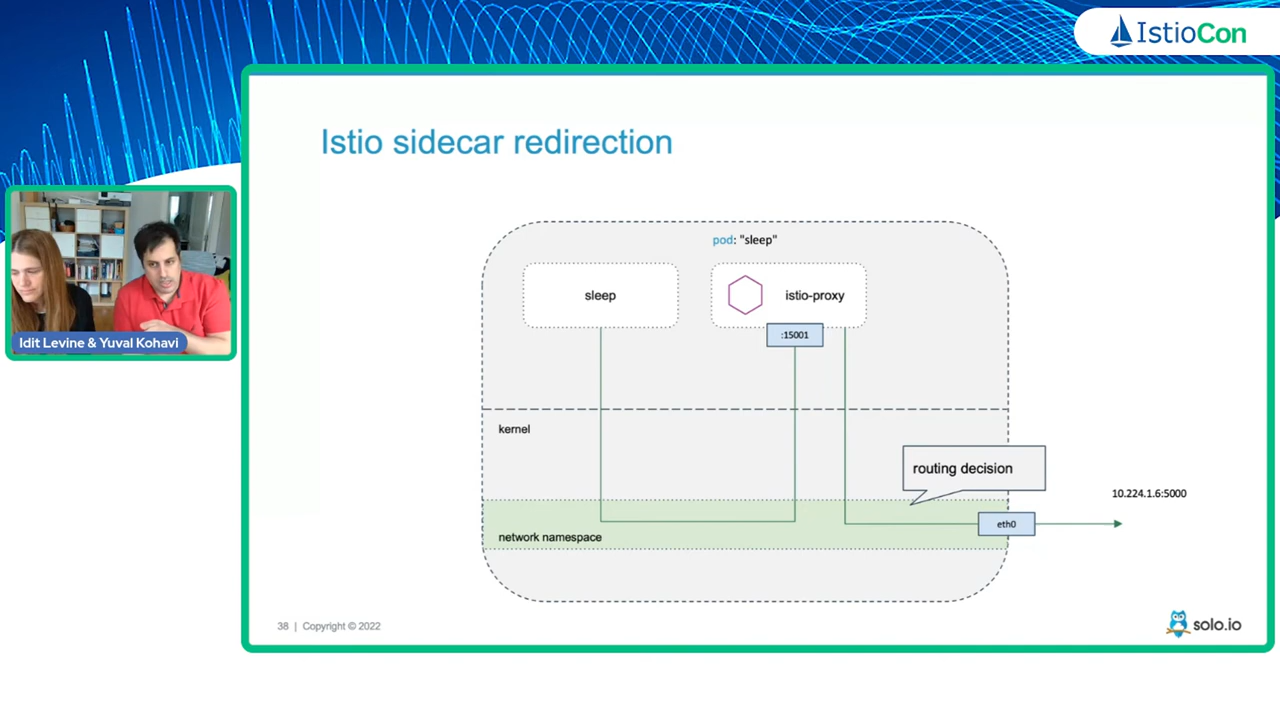 IstioCon
Istio sidecar redirection
pod: "sleep"
sleep
istio-proxy
:15001
kernel
routing decision
10.224.1.6:5000
eth0
network namespace
Idit Levine & Yuval Kohavi
38 | Copyright © 2022
solo.io